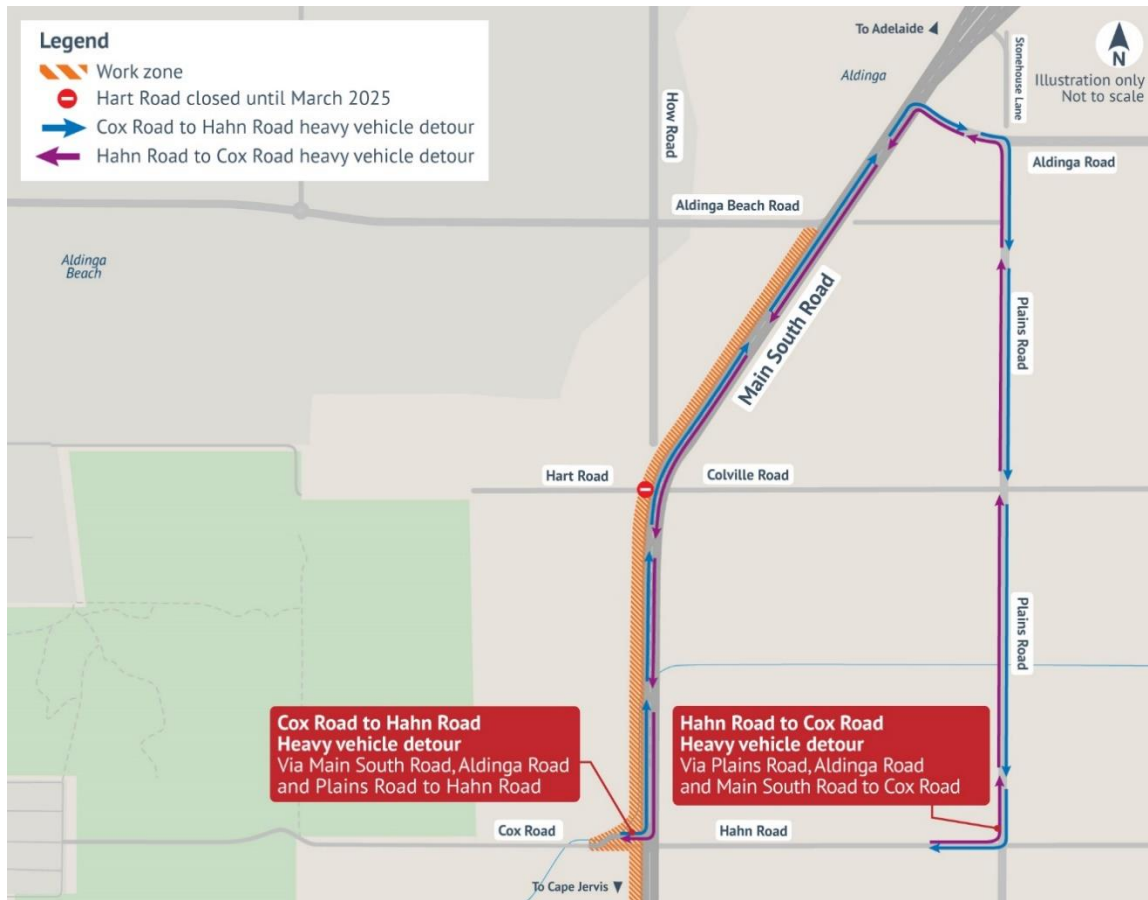 Legend
Work zone
Hart Road closed until March 2025
Cox Road to Hahn Road heavy vehicle detour
Hahn Road to Cox Road heavy vehicle detour
To Adelaide
Aldinga
Stonehouse Lane
N
Illustration only
Not to scale
How Road
Aldinga Road
Aldinga Beach Road
Aldinga
Beach
Main South Road
Plains Road
Hart Road
Colville Road
Plains Road
Cox Road to Hahn Road
Heavy vehicle detour
Via Main South Road, Aldinga Road
and Plains Road to Hahn Road
Hahn Road to Cox Road
Heavy vehicle detour
Via Plains Road, Aldinga Road
and Main South Road to Cox Road
Cox Road
Hahn Road
To Cape Jervis